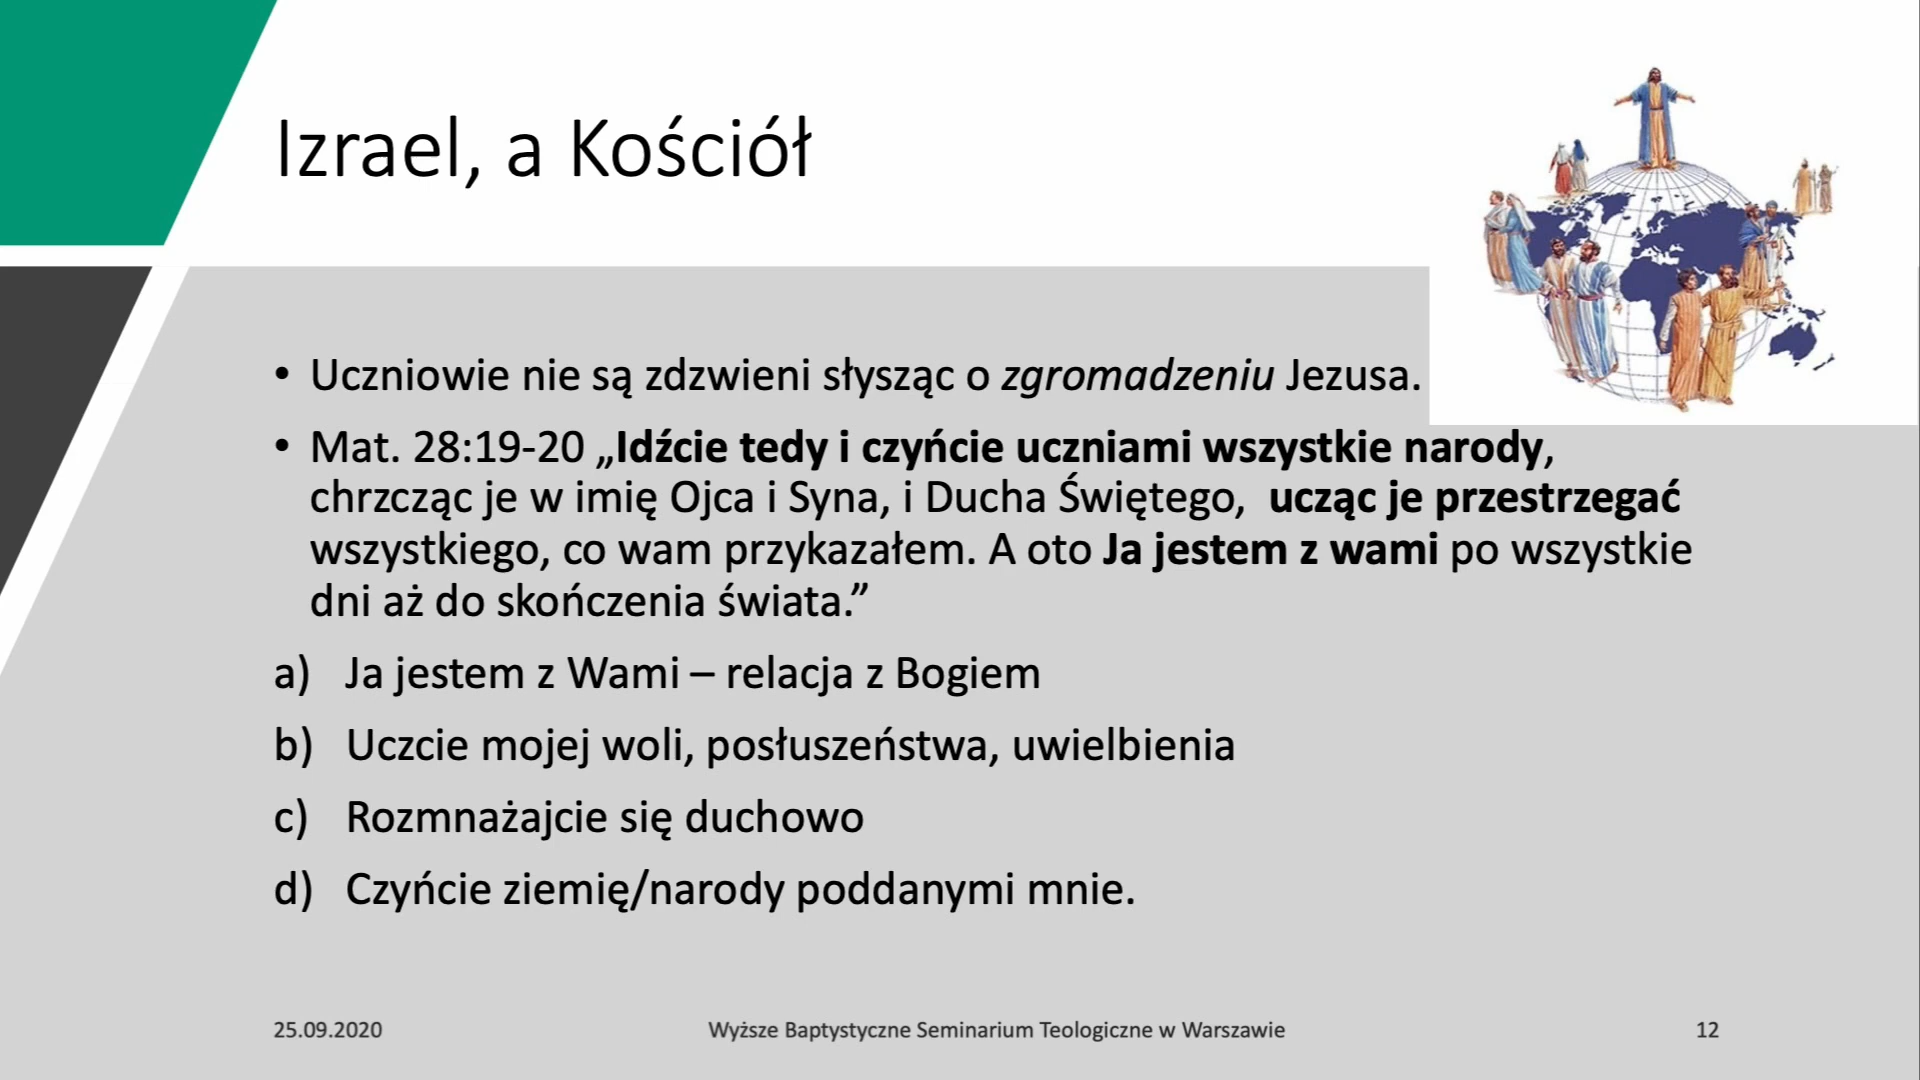 Izrael, a Kościół
• Uczniowie nie są zdzwieni słysząc o zgromadzeniu Jezusa.
• Mat. 28:19-20 „Idźcie tedy i czyńcie uczniami wszystkie narody,
chrzcząc je w imię Ojca i Syna, i Ducha Świętego, ucząc je przestrzegać
wszystkiego, co wam przykazałem. A oto Ja jestem z wami po wszystkie
dni aż do skończenia świata.”
a) Ja jestem z Wami – relacja z Bogiem
b) Uczcie mojej woli, posłuszeństwa, uwielbienia
c) Rozmnażajcie się duchowo
d) Czyńcie ziemię/narody poddanymi mnie.
25.09.2020
Wyższe Baptystyczne Seminarium Teologiczne w Warszawie
12